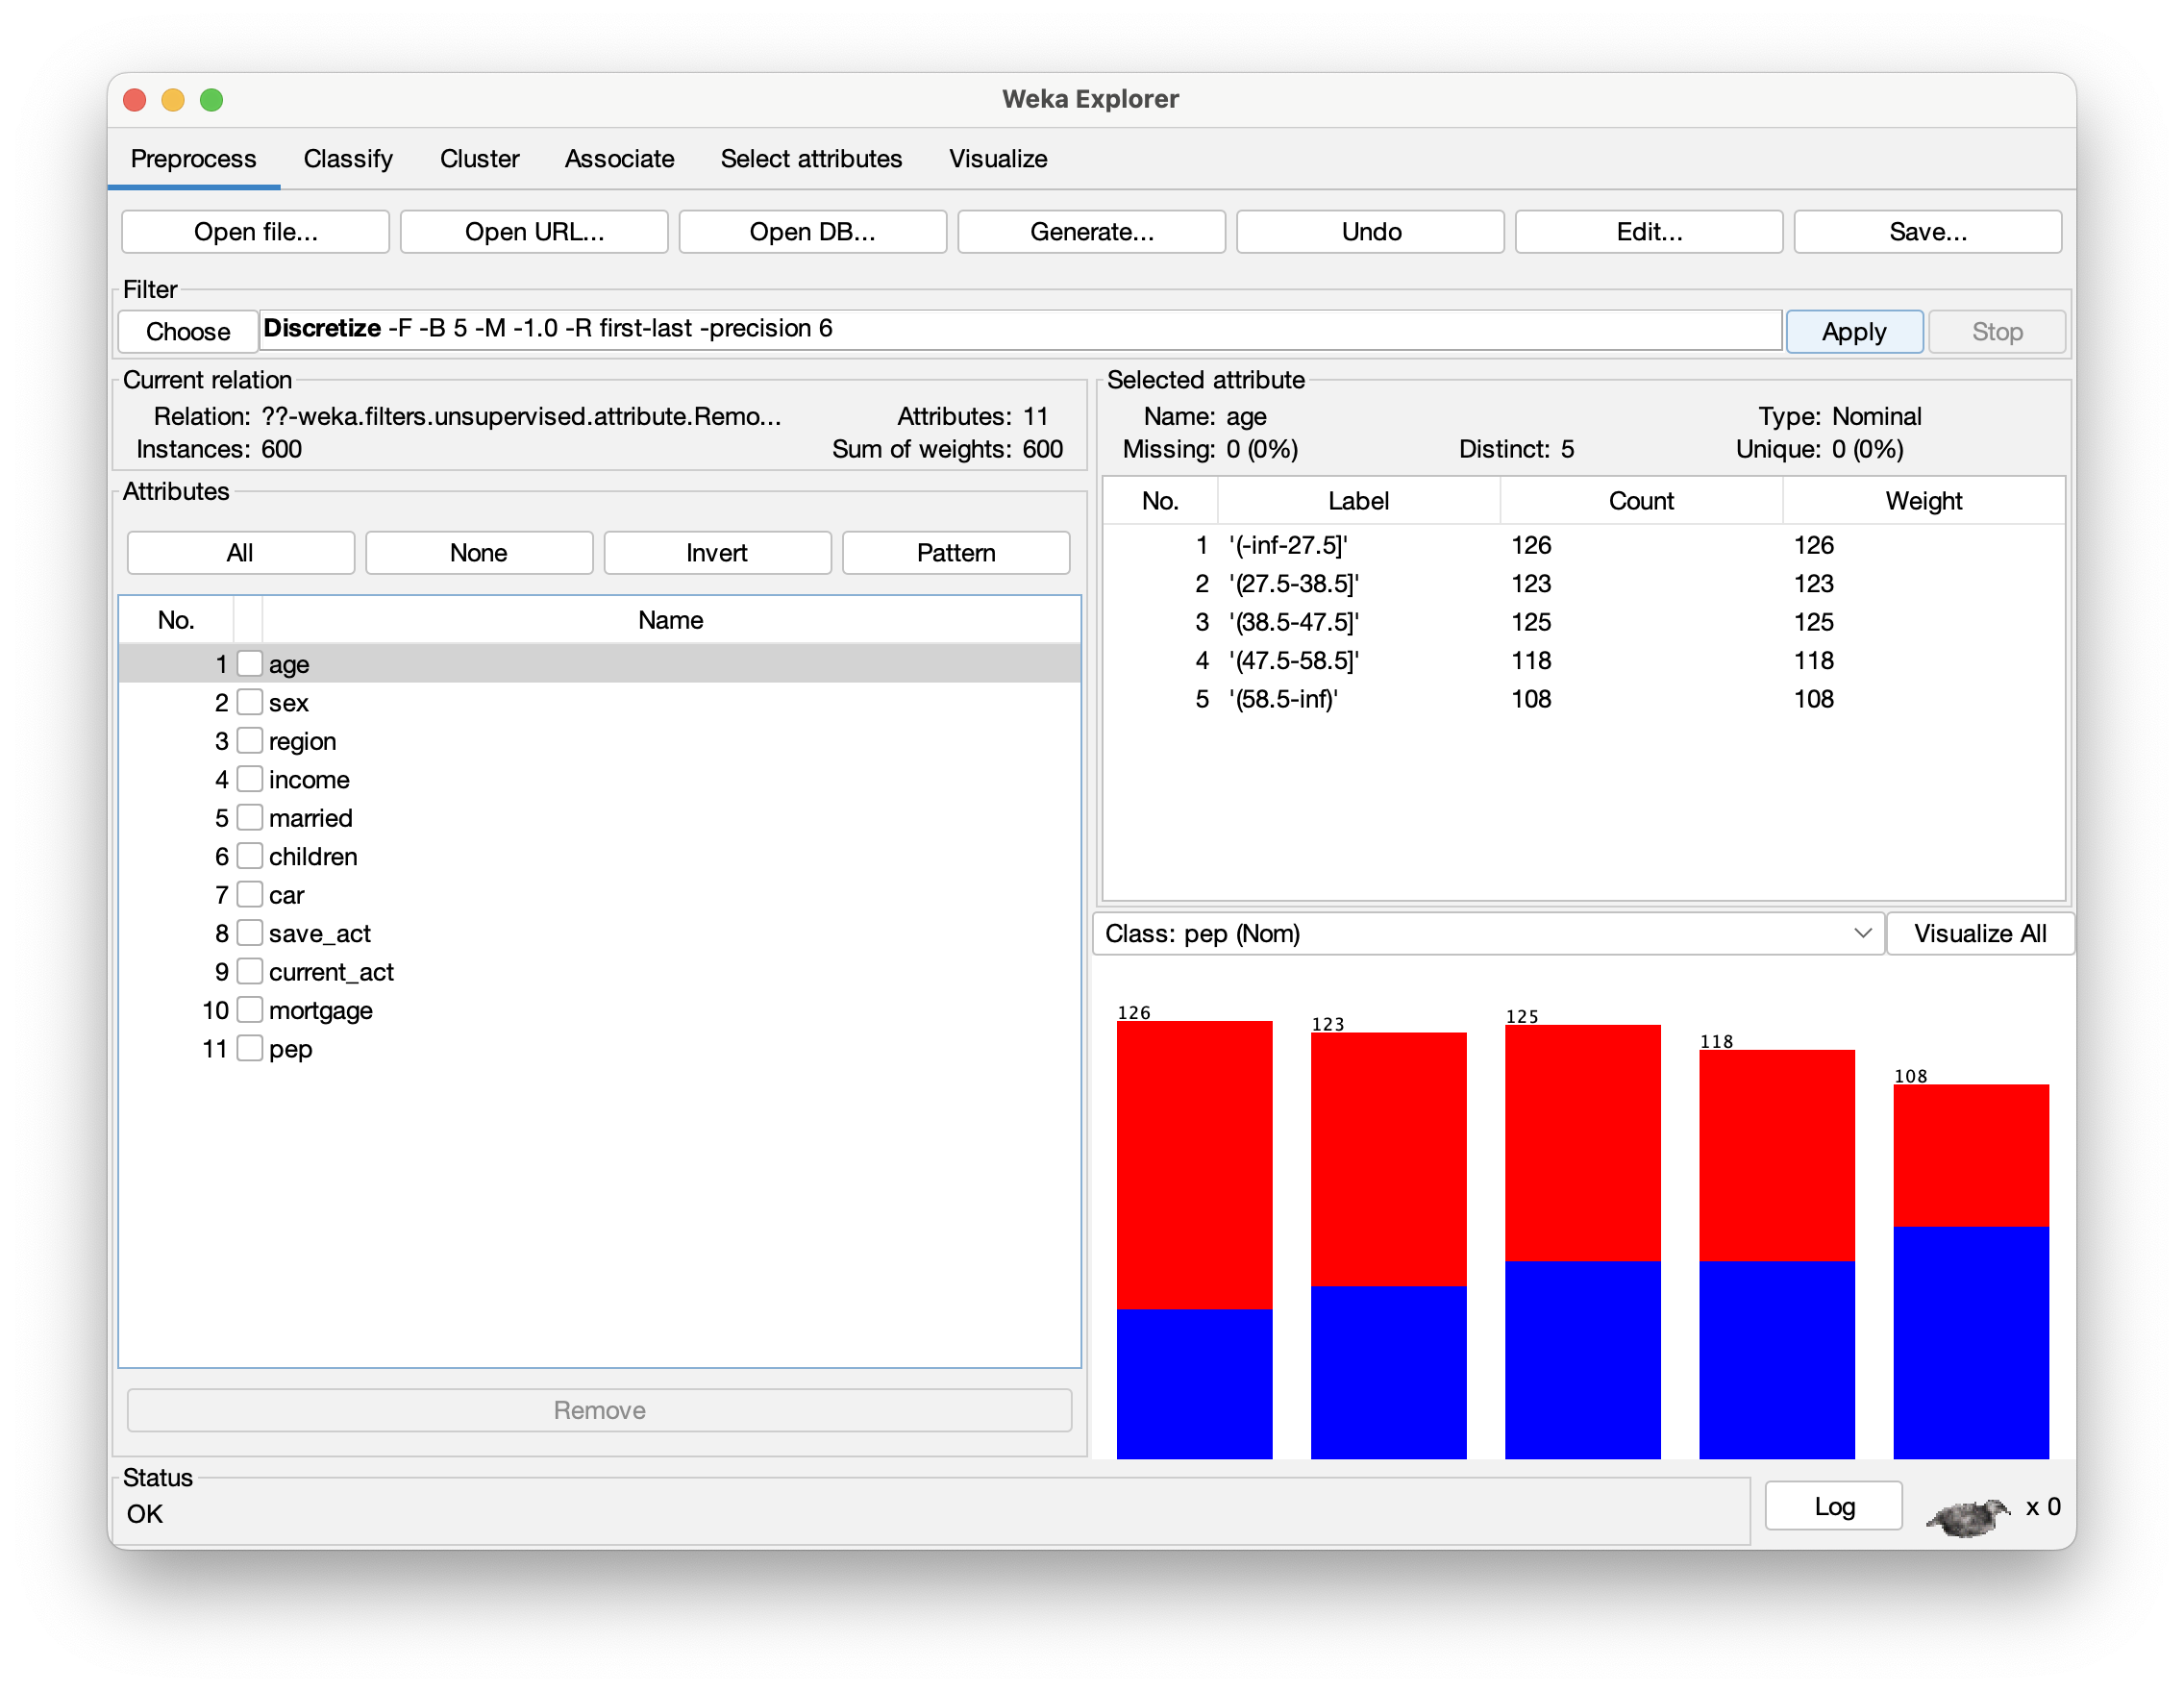 Weka Explorer
Preprocess Classify Cluster Associate Select attributes Visualize
Open file... Open URL... Open DB... Generate... Undo Edit... Save...
Filter
Choose Discretize -F -B 5 -M -1.0 -R first-last -precision 6 Apply Stop
Current relation
Relation: ??-weka.filters.unsupervised.attribute.Remo... Attributes: 11
Instances: 600 Sum of weights: 600
Attributes
All None Invert Pattern
No. Name
1 age
2 sex
3 region
4 income
5 married
6 children
7 car
8 save_act
9 current_act
10 mortgage
11 pep
Remove
Selected attribute
Name: age Type: Nominal
Missing: 0 (0%) Distinct: 5 Unique: 0 (0%)
No. Label Count Weight
1 '(-inf-27.5]' 126 126
2 '(27.5-38.5]' 123 123
3 '(38.5-47.5]' 125 125
4 '(47.5-58.5]' 118 118
5 '(58.5-inf)' 108 108
Class: pep (Nom) Visualize All
126 123 125 118 108
Status
OK
Log x 0